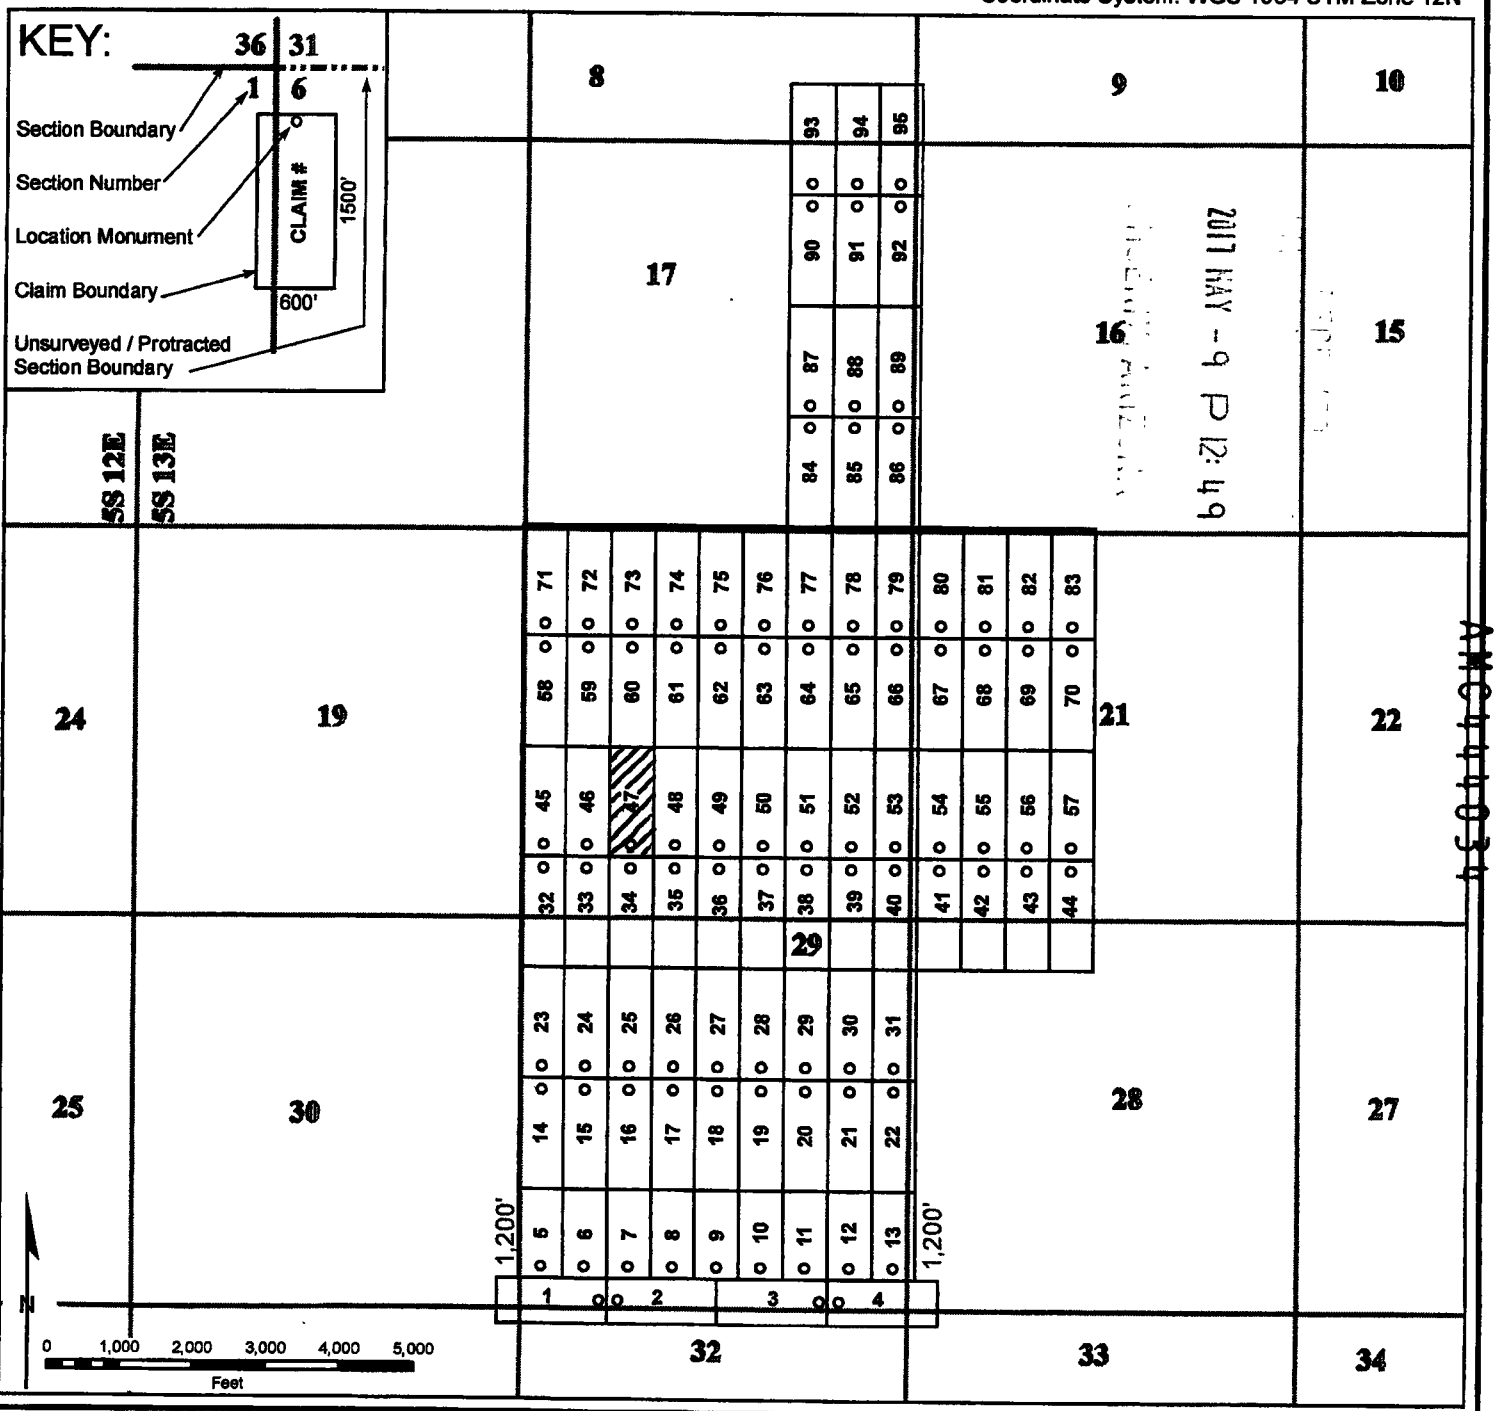 Coordinate System: WGS 1984 UTM Zone 12N
KEY:
36 31
1 6
Section Boundary
Section Number
Location Monument
Claim Boundary
Unsurveyed / Protracted
Section Boundary
CLAIM #
1500'
600'
8 9 10
93 94 95
17 16 15
90 91 92
87 88 89
84 85 86
2017 MAY -9 P 12:49
5S 12E
5S 13E
71 72 73 74 75 76 77 78 79 80 81 82 83
58 59 60 61 62 63 64 65 66 67 68 69 70
24 19 21 22
45 46 47 48 49 50 51 52 53 54 55 56 57
32 33 34 35 36 37 38 39 40 41 42 43 44
29
23 24 25 26 27 28 29 30 31
25 30 28 27
14 15 16 17 18 19 20 21 22
1,200' 5 6 7 8 9 10 11 12 13 1,200'
1 2 3 4
N
32 33 34
0 1,000 2,000 3,000 4,000 5,000
Feet